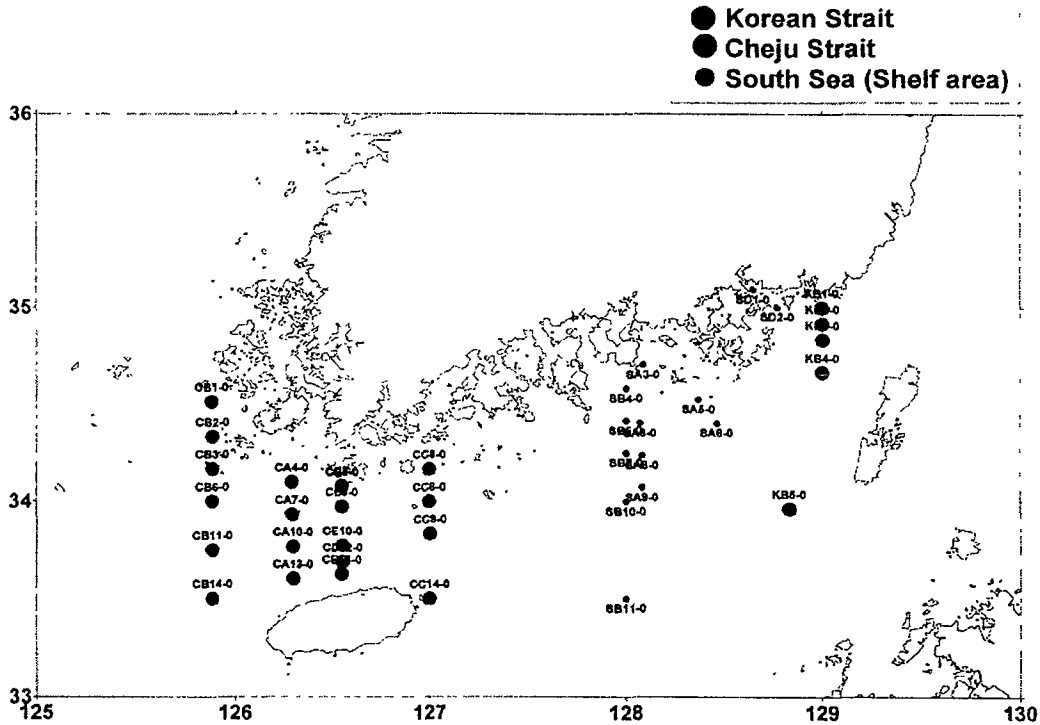 Korean Strait
Cheju Strait
South Sea (Shelf area)
36
35
34
33
125
126
127
128
129
130
CB1-0
CB2-0
CB3-0
CB6-0
CB11-0
CB14-0
CA4-0
CA7-0
CA10-0
CA13-0
CE10-0
CC8-0
CC9-0
CC14-0
SA3-0
SB4-0
SA5-0
SA6-0
SA9-0
SB10-0
SB11-0
SD1-0
SD2-0
KB1-0
KB4-0
KB5-0